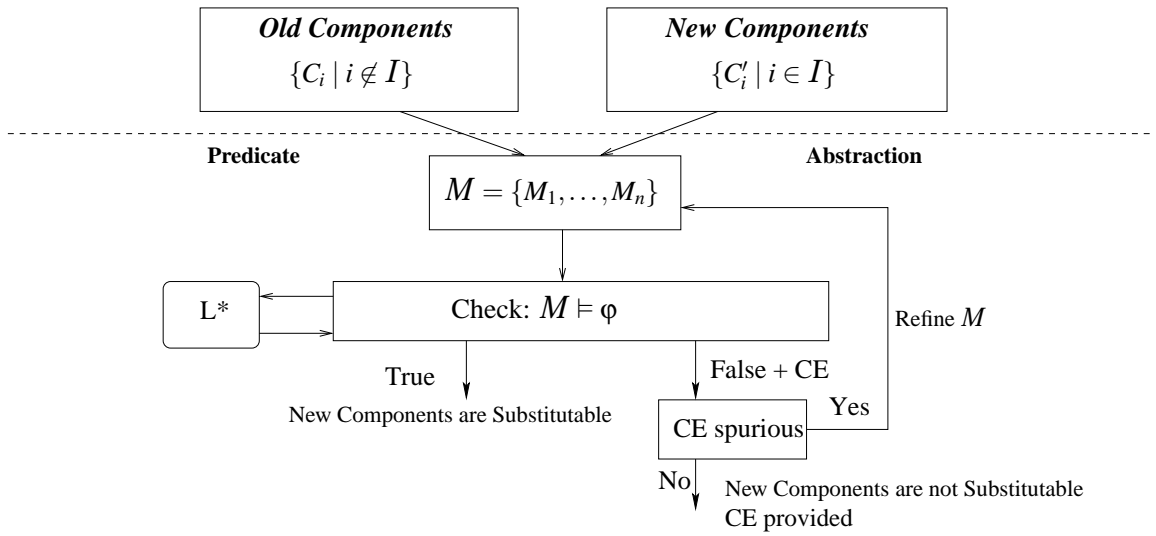 Old Components
New Components
{C_i | i ∉ I}
{C'_i | i ∈ I}
Predicate
Abstraction
M = {M_1,...,M_n}
L*
Check: M ⊨ φ
Refine M
True
False + CE
New Components are Substitutable
CE spurious
Yes
No
New Components are not Substitutable
CE provided